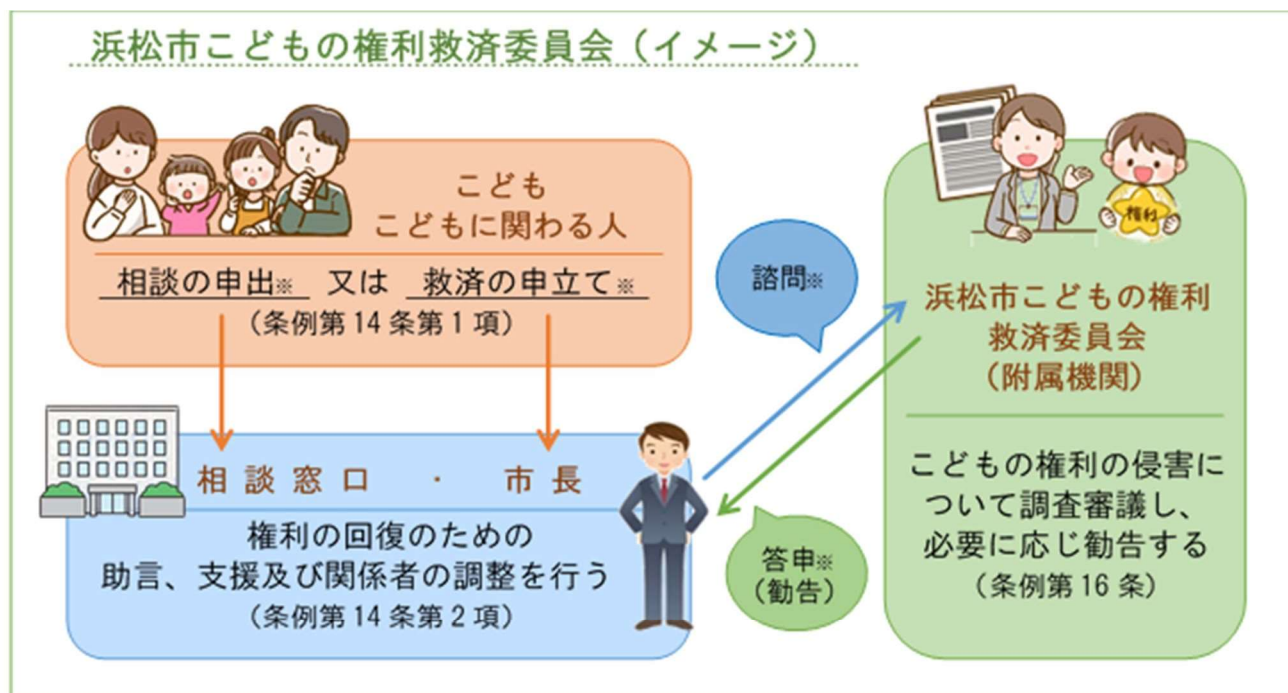 浜松市こどもの権利救済委員会（イメージ）
こども
こどもに関わる人
相談の申出※ 又は 救済の申立て※
（条例第14条第1項）
相談窓口 ・ 市長
権利の回復のための
助言、支援及び関係者の調整を行う
（条例第14条第2項）
諮問※
答申※
（勧告）
権利
浜松市こどもの権利
救済委員会
（附属機関）
こどもの権利の侵害に
ついて調査審議し、
必要に応じ勧告する
（条例第16条）